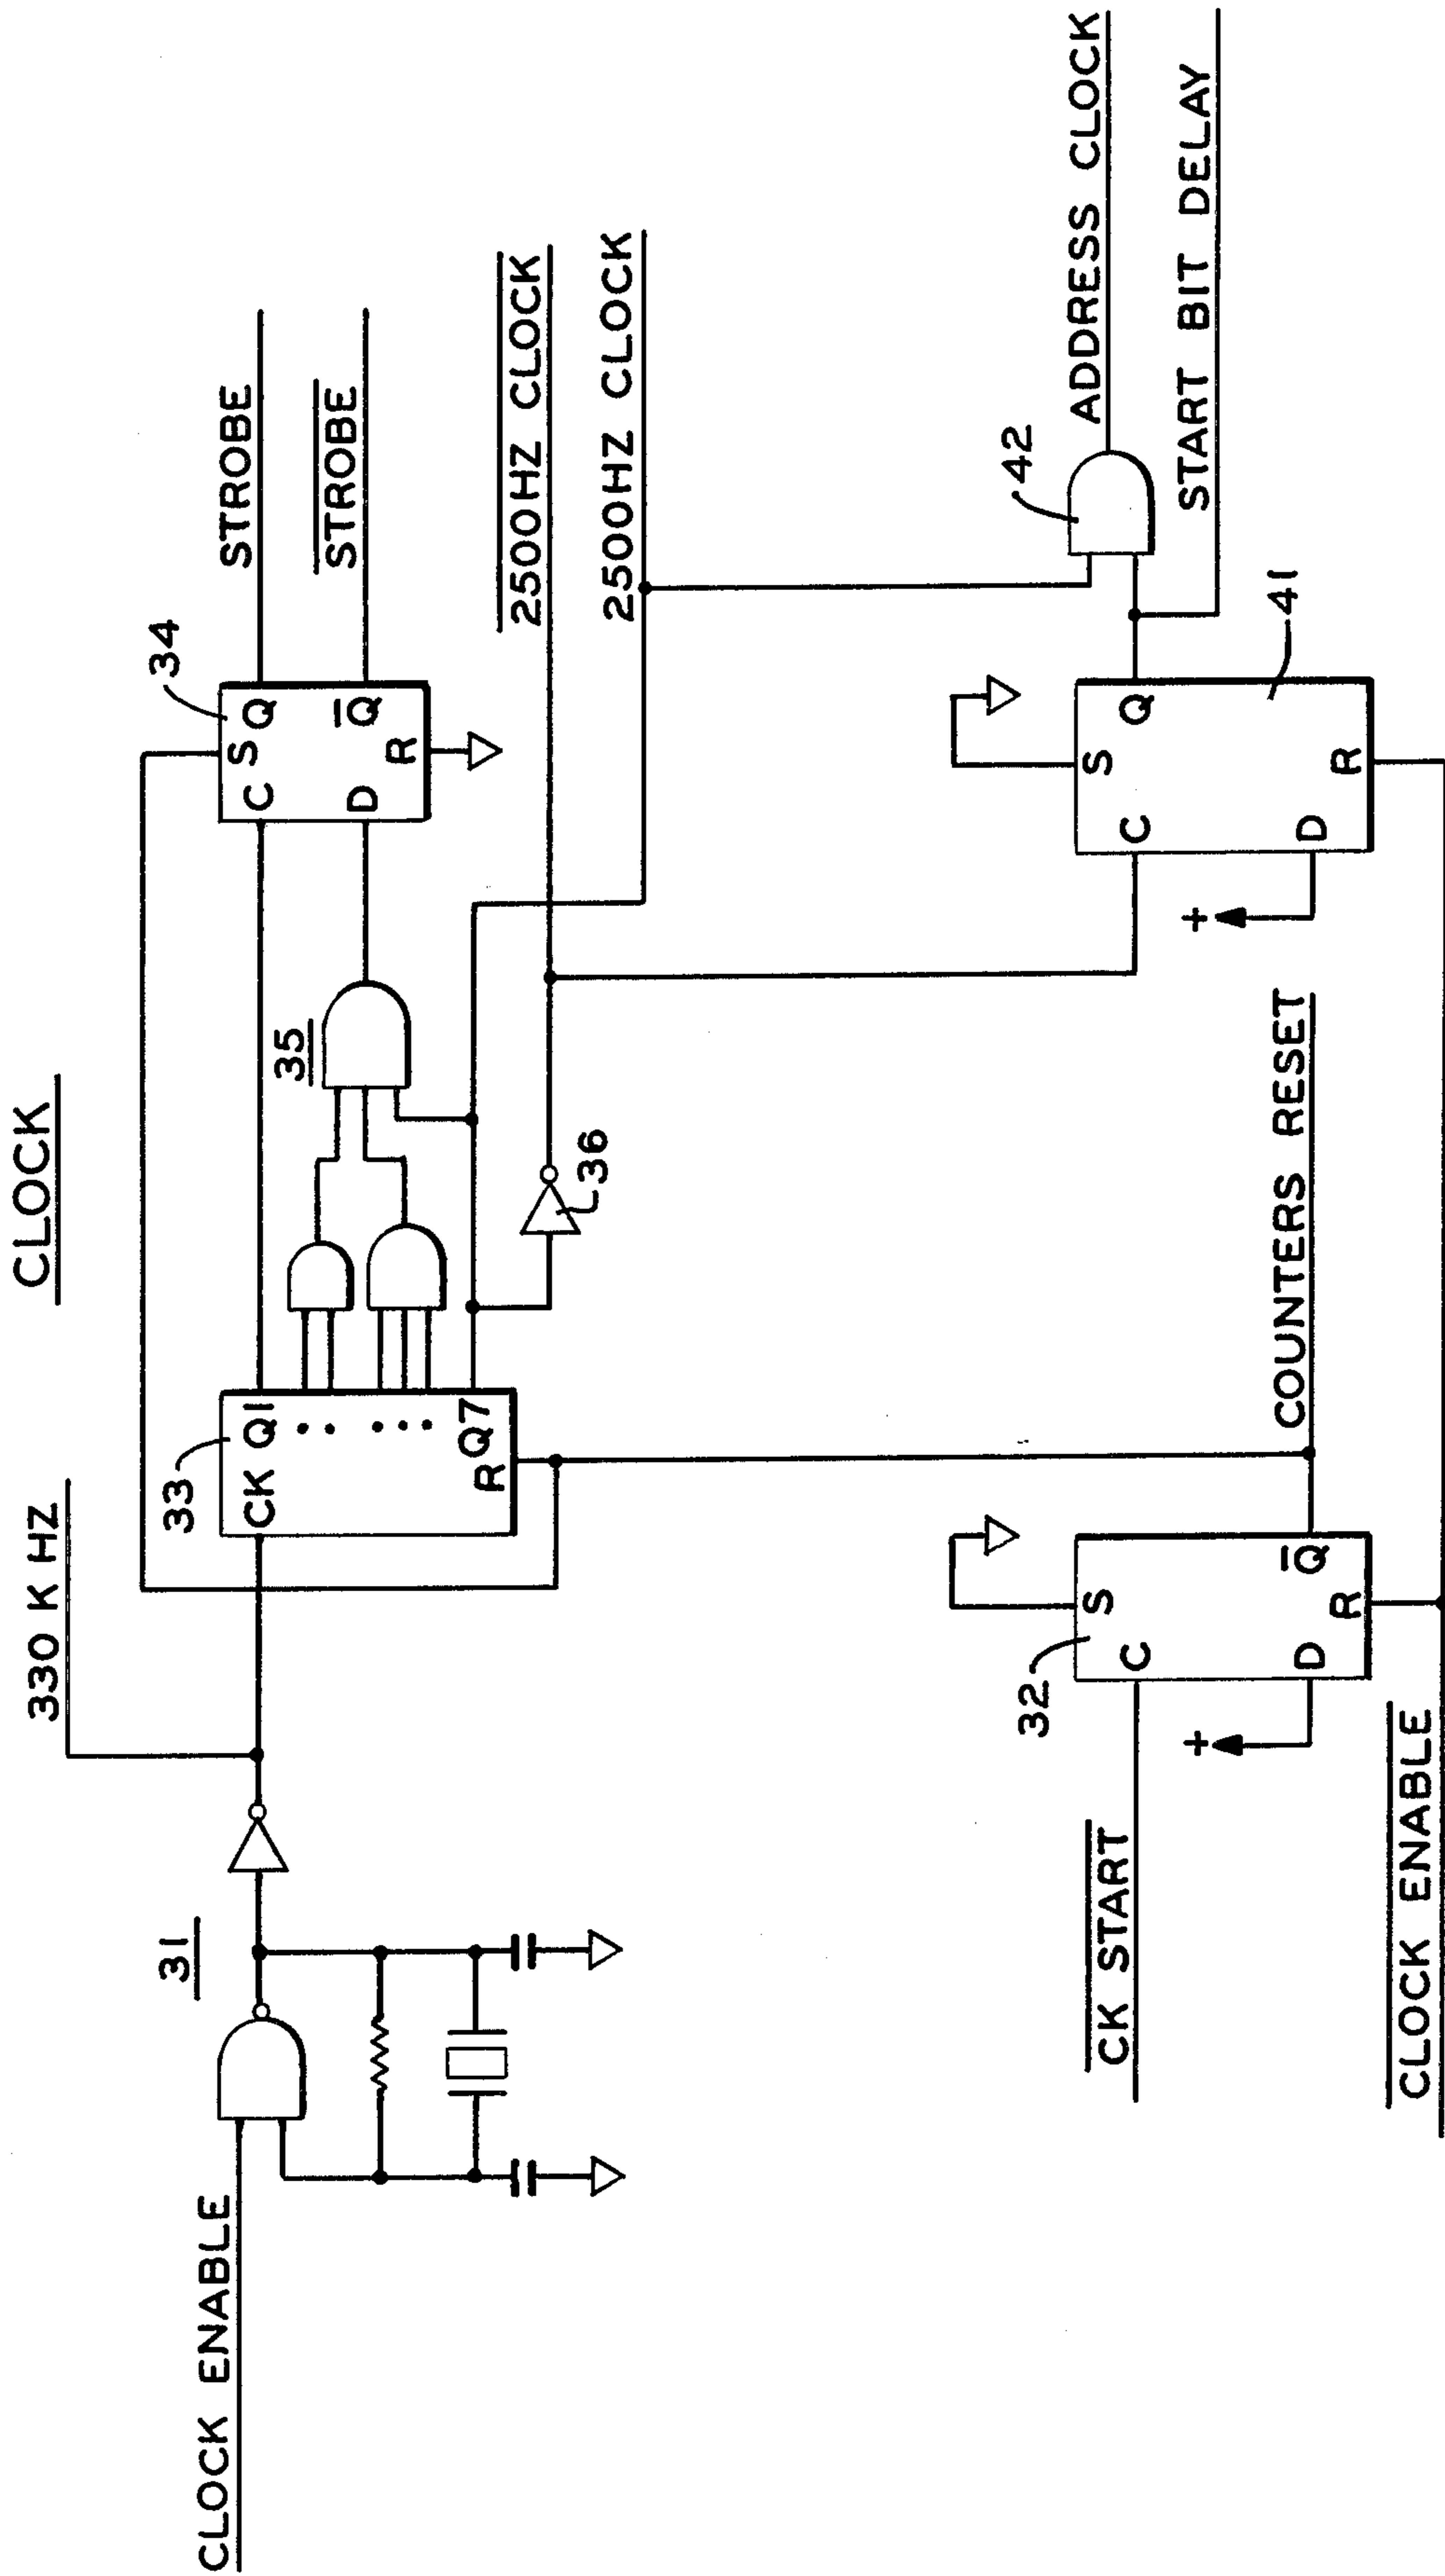 CLOCK
330 K HZ
STROBE
STROBE
2500HZ CLOCK
2500HZ CLOCK
34
C S Q
D Q
R
35
36
33
CK Q1
Q7
R
31
CLOCK ENABLE
ADDRESS CLOCK
START BIT DELAY
42
41
S
C Q
D R
+
COUNTERS RESET
32
S
C
D R Q
+
CK START
CLOCK ENABLE